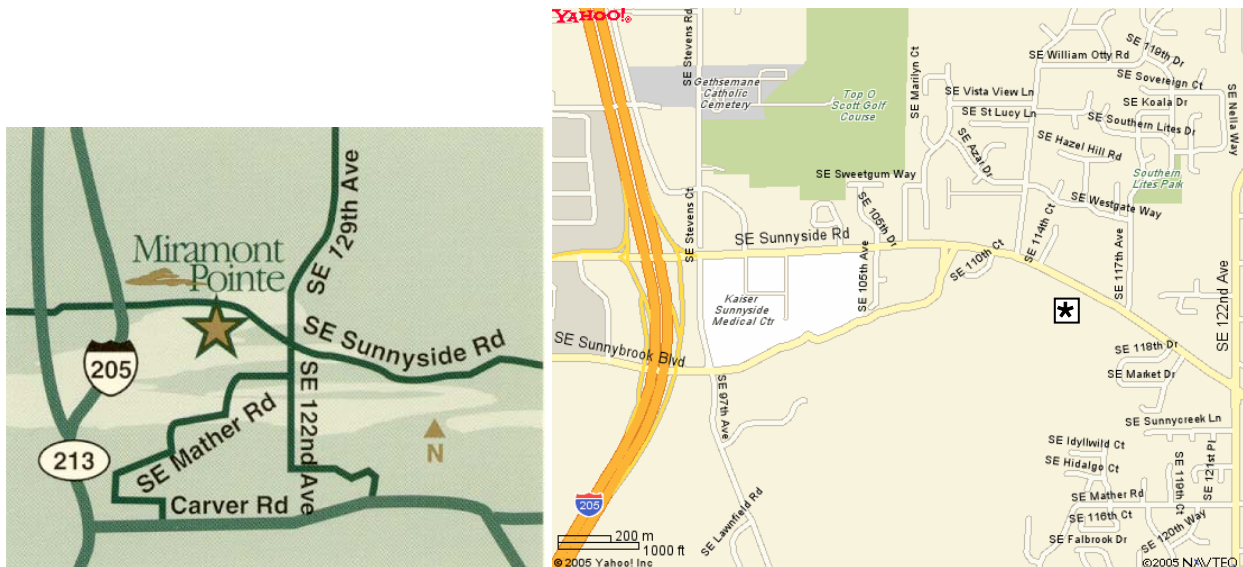 Miramont
Pointe
SE 129th Ave
SE Sunnyside Rd
205
SE Mather Rd
SE 122nd Ave
213
N
Carver Rd
YAHOO!®
SE Stevens Rd
Gethsemane
Catholic
Cemetery
Top O
Scott Golf
Course
SE Marilyn Ct
SE William Otty Rd
SE 119th Dr
SE Sovereign Ct
SE Vista View Ln
SE Koala Dr
SE St Lucy Ln
SE Southern Lites Dr
SE Nella Way
SE Hazel Hill Rd
SE Azar Dr
SE Sweetgum Way
Southern
Lites Park
SE Westgate Way
SE Stevens Ct
SE Sunnyside Rd
SE 105th Dr
SE 114th Ct
SE 110th Ct
SE 105th Ave
SE 117th Ave
SE 122nd Ave
Kaiser
Sunnyside
Medical Ctr
*
SE Sunnybrook Blvd
SE 118th Dr
SE Market Dr
SE 97th Ave
SE Sunnycreek Ln
SE Idyllwild Ct
SE Hidalgo Ct
SE 119th Ct
SE 121st Pl
SE Mather Rd
SE 116th Ct
SE 120th Way
SE Falbrook Dr
SE Lawnfield Rd
205
200 m
1000 ft
© 2005 Yahoo! Inc
©2005 NAVTEQ